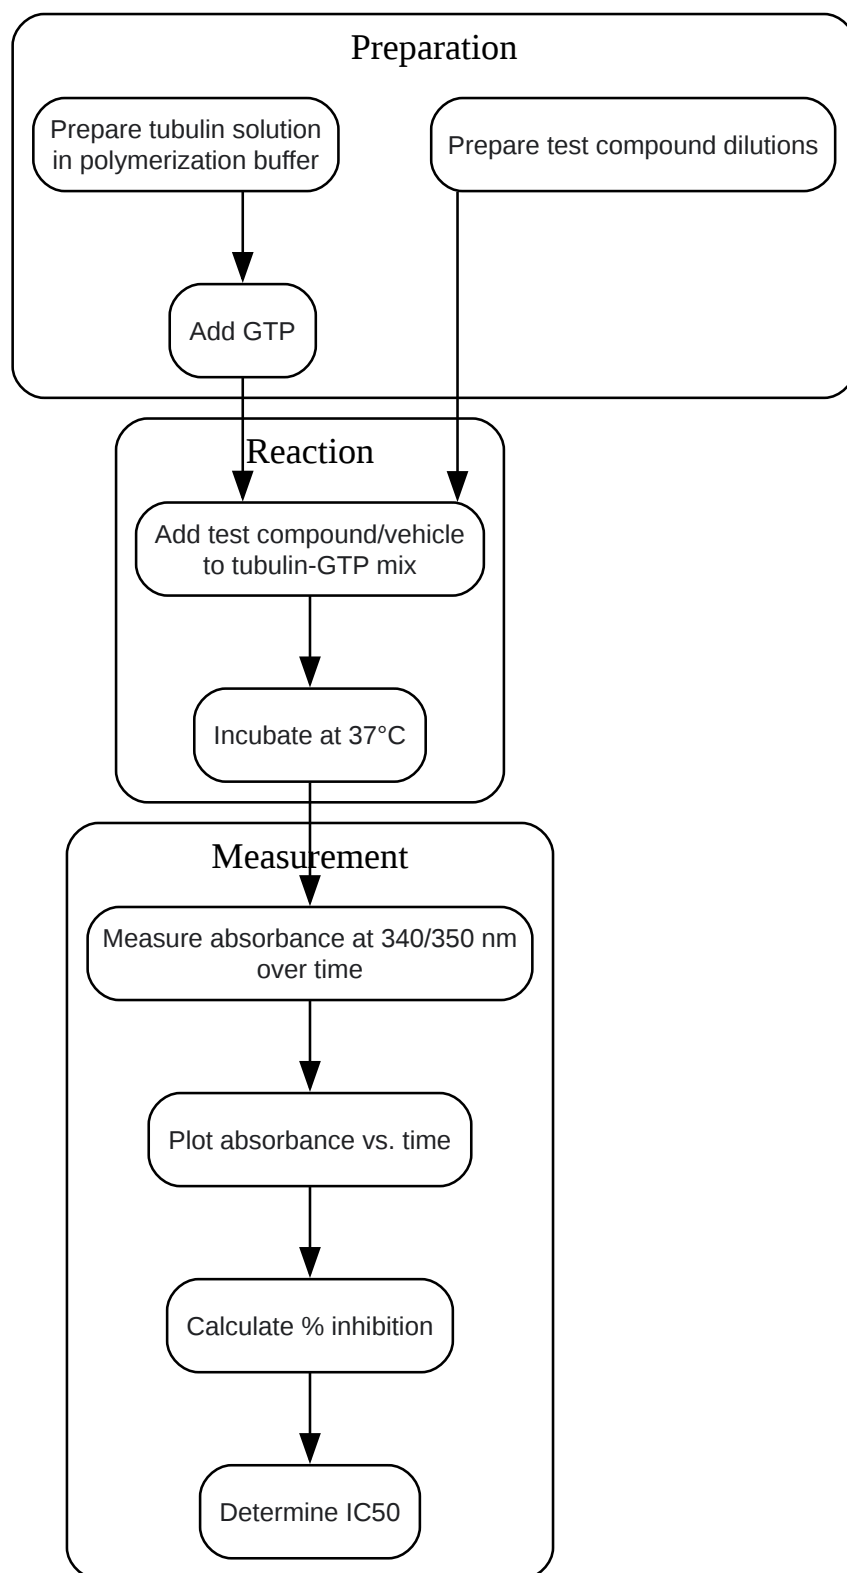 Preparation
Prepare tubulin solution
in polymerization buffer
Prepare test compound dilutions
Add GTP
Reaction
Add test compound/vehicle
to tubulin-GTP mix
Incubate at 37°C
Measurement
Measure absorbance at 340/350 nm
over time
Plot absorbance vs. time
Calculate % inhibition
Determine IC50